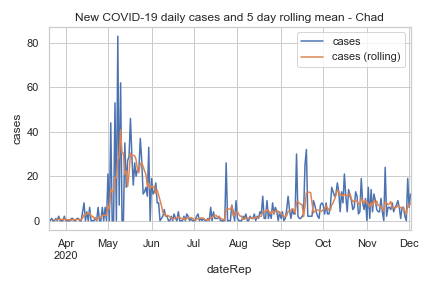 New COVID-19 daily cases and 5 day rolling mean - Chad
cases
cases (rolling)
80
60
40
20
0
cases
Apr
2020
May
Jun
Jul
Aug
Sep
Oct
Nov
Dec
dateRep